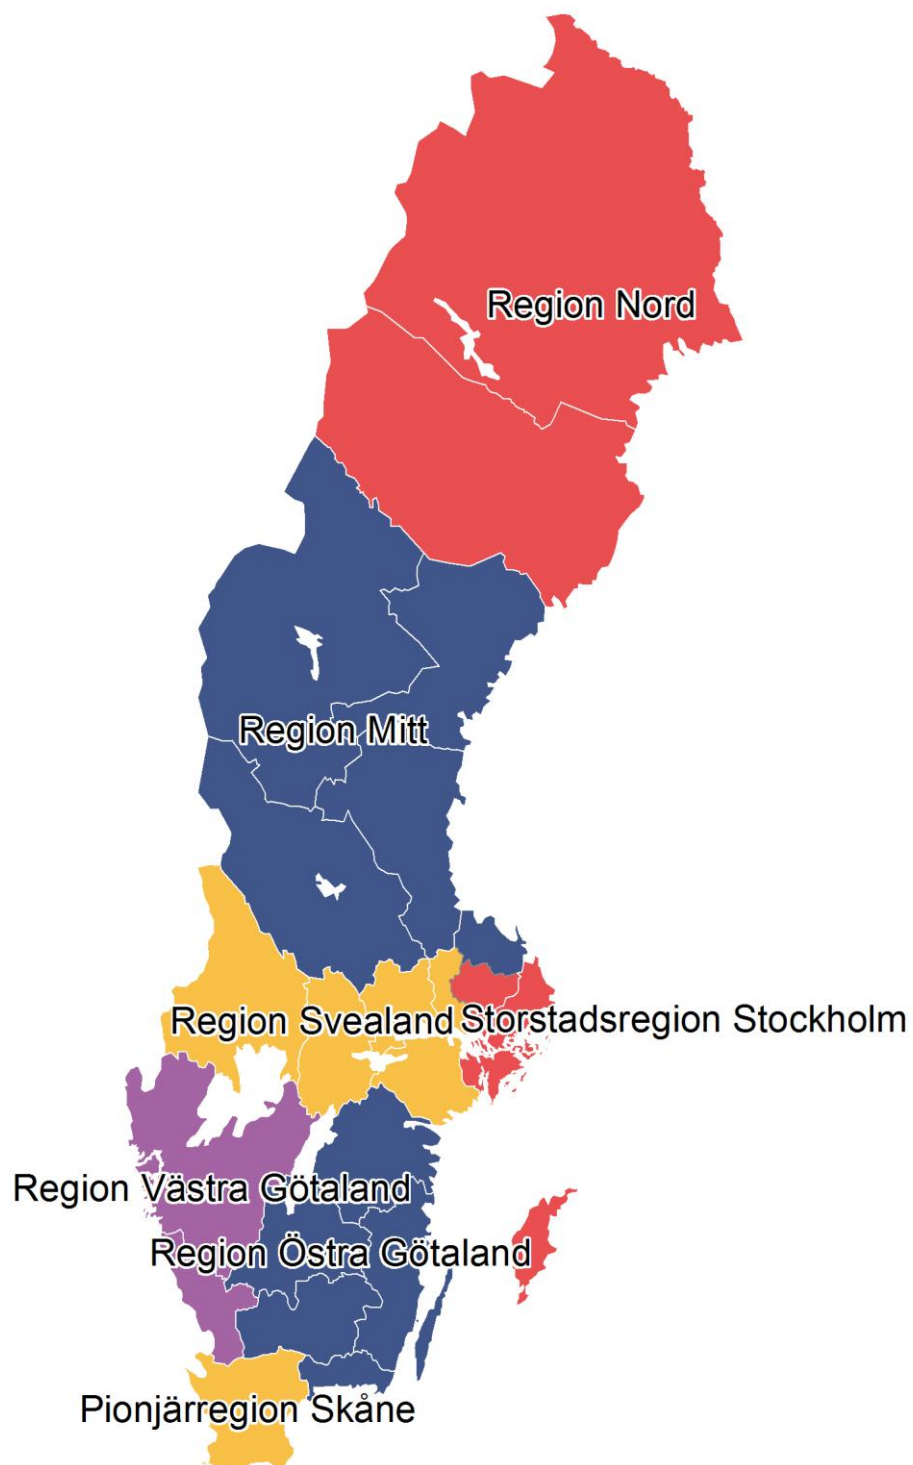 Region Nord
Region Mitt
Region Svealand
Storstadsregion Stockholm
Region Västra Götaland
Region Östra Götaland
Pionjärregion Skåne